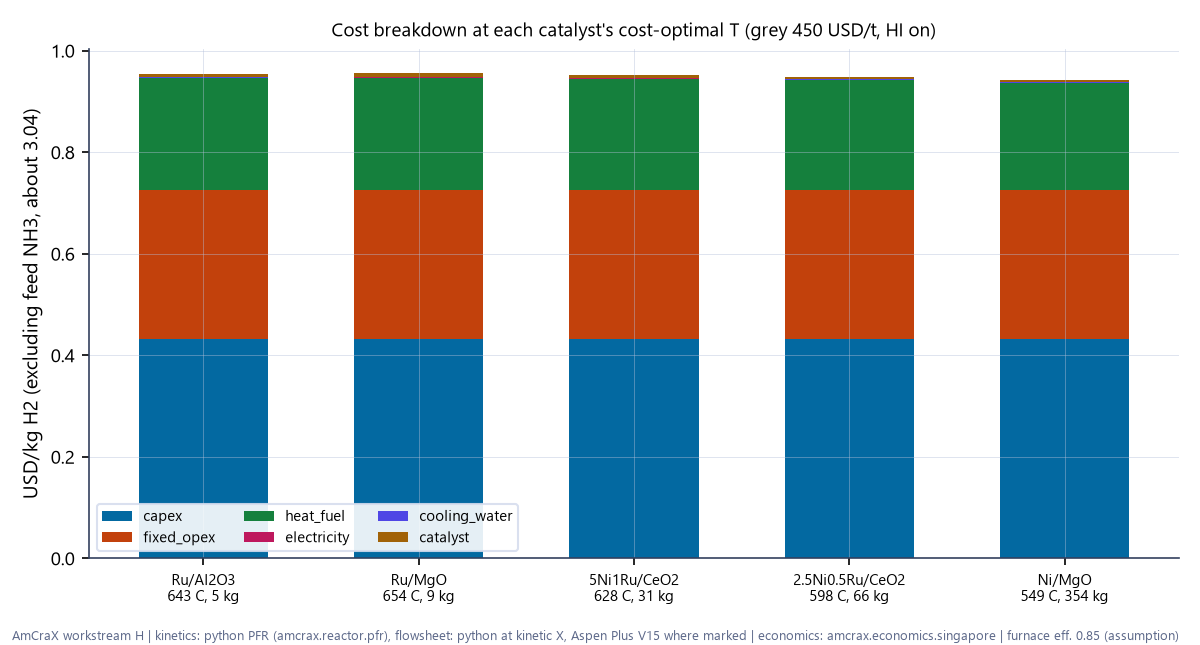 Cost breakdown at each catalyst's cost-optimal T (grey 450 USD/t, HI on)
USD/kg H2 (excluding feed NH3, about 3.04)
1.0
0.8
0.6
0.4
0.2
0.0
capex
fixed_opex
heat_fuel
electricity
cooling_water
catalyst
Ru/Al2O3
643 C, 5 kg
Ru/MgO
654 C, 9 kg
5Ni1Ru/CeO2
628 C, 31 kg
2.5Ni0.5Ru/CeO2
598 C, 66 kg
Ni/MgO
549 C, 354 kg
AmCraX workstream H | kinetics: python PFR (amcrax.reactor.pfr), flowsheet: python at kinetic X, Aspen Plus V15 where marked | economics: amcrax.economics.singapore | furnace eff. 0.85 (assumption)